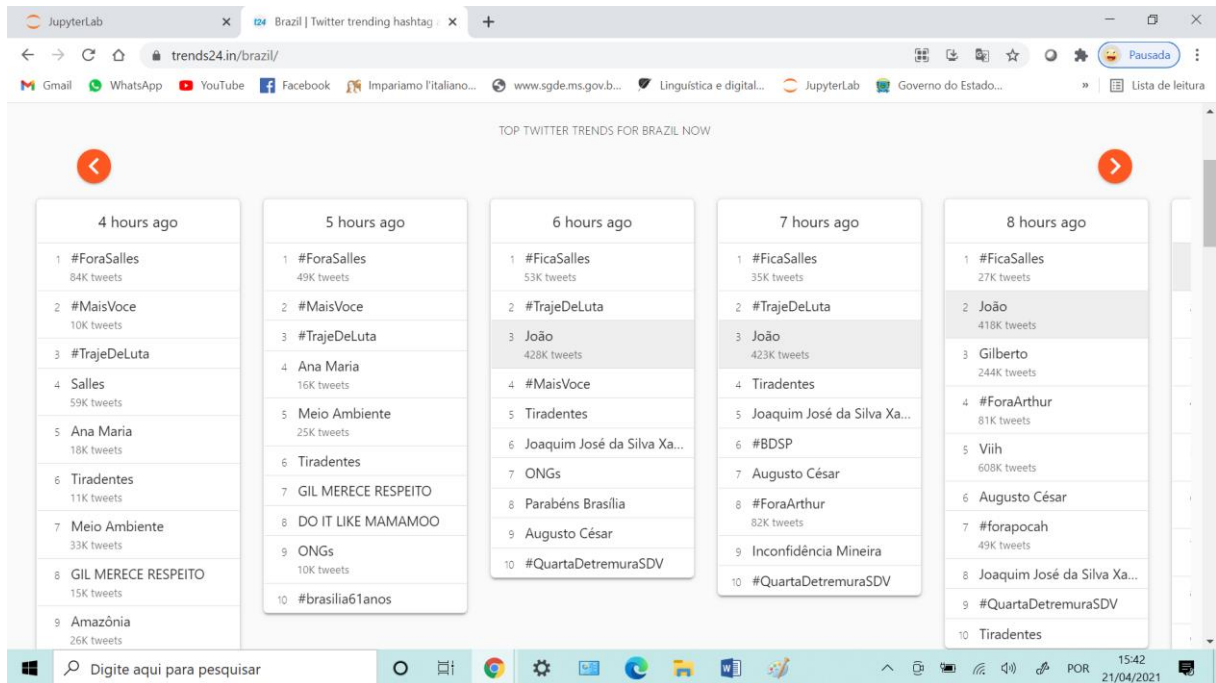 JupyterLab
t24 Brazil | Twitter trending hashtag
trends24.in/brazil/
Pausada
Gmail WhatsApp YouTube Facebook Impariamo l'italiano... www.sgde.ms.gov.b... Linguística e digital... JupyterLab Governo do Estado... » Lista de leitura
TOP TWITTER TRENDS FOR BRAZIL NOW
4 hours ago
1 #ForaSalles
84K tweets
2 #MaisVoce
10K tweets
3 #TrajeDeLuta
4 Salles
59K tweets
5 Ana Maria
18K tweets
6 Tiradentes
11K tweets
7 Meio Ambiente
33K tweets
8 GIL MERECE RESPEITO
15K tweets
9 Amazônia
26K tweets
5 hours ago
1 #ForaSalles
49K tweets
2 #MaisVoce
3 #TrajeDeLuta
4 Ana Maria
16K tweets
5 Meio Ambiente
25K tweets
6 Tiradentes
7 GIL MERECE RESPEITO
8 DO IT LIKE MAMAMOO
9 ONGs
10K tweets
10 #brasilia61anos
6 hours ago
1 #FicaSalles
53K tweets
2 #TrajeDeLuta
3 João
428K tweets
4 #MaisVoce
5 Tiradentes
6 Joaquim José da Silva Xa...
7 ONGs
8 Parabéns Brasília
9 Augusto César
10 #QuartaDetremuraSDV
7 hours ago
1 #FicaSalles
35K tweets
2 #TrajeDeLuta
3 João
423K tweets
4 Tiradentes
5 Joaquim José da Silva Xa...
6 #BDSP
7 Augusto César
8 #ForaArthur
82K tweets
9 Inconfidência Mineira
10 #QuartaDetremuraSDV
8 hours ago
1 #FicaSalles
27K tweets
2 João
418K tweets
3 Gilberto
244K tweets
4 #ForaArthur
81K tweets
5 Viih
608K tweets
6 Augusto César
7 #forapocah
49K tweets
8 Joaquim José da Silva Xa...
9 #QuartaDetremuraSDV
10 Tiradentes
Digite aqui para pesquisar
POR
15:42
21/04/2021